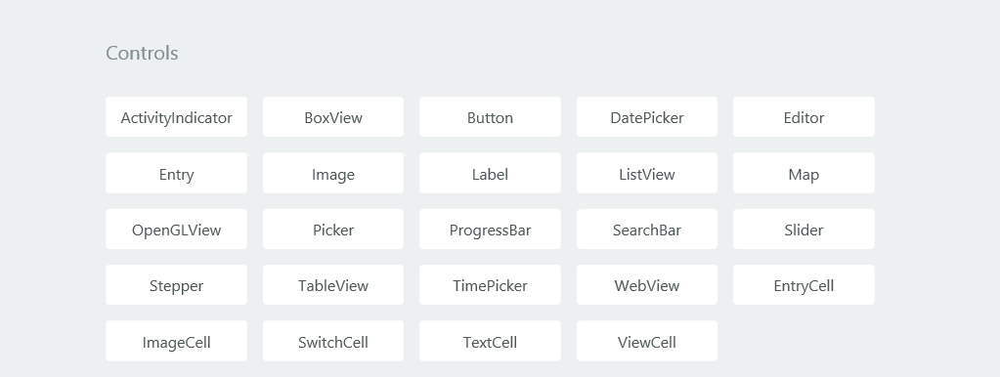 Controls
ActivityIndicator BoxView Button DatePicker Editor
Entry Image Label ListView Map
OpenGLView Picker ProgressBar SearchBar Slider
Stepper TableView TimePicker WebView EntryCell
ImageCell SwitchCell TextCell ViewCell